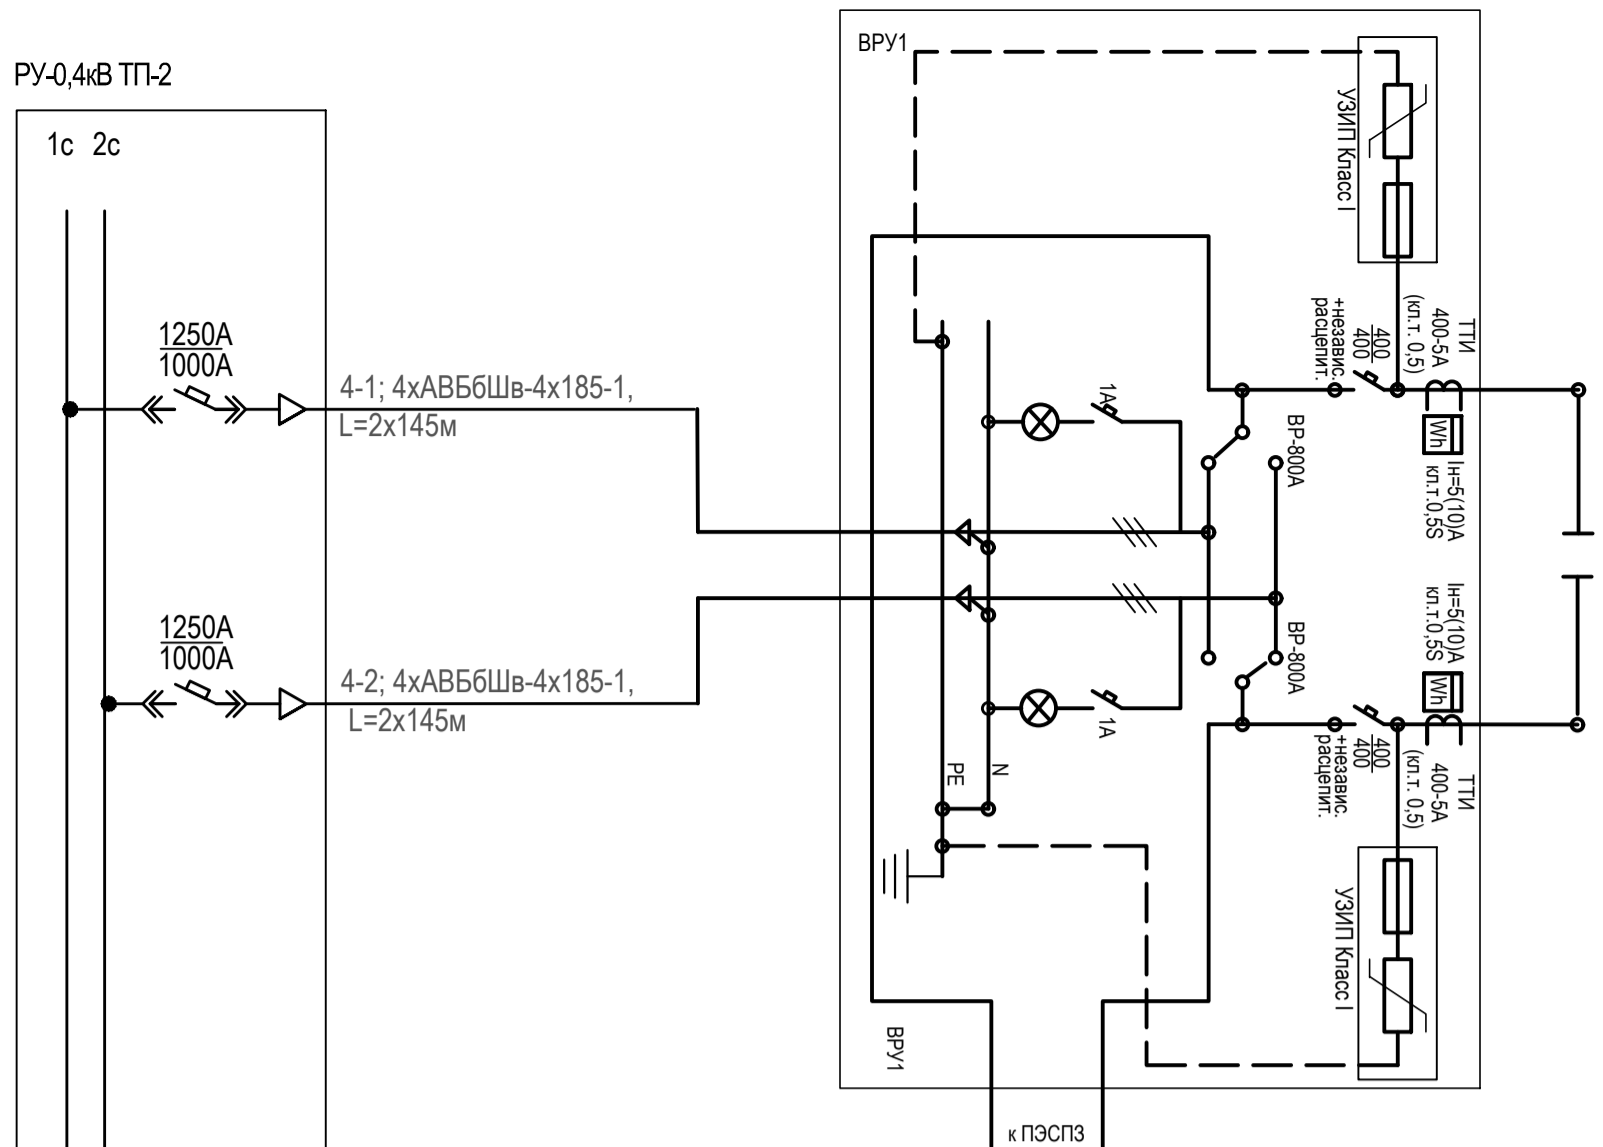 РУ-0,4кВ ТП-2
1с 2с
1250А
1000А
4-1; 4хАВБбШв-4х185-1,
L=2х145м
1250А
1000А
4-2; 4хАВБбШв-4х185-1,
L=2х145м
ВРУ1
УЗИП Класс I
ТТИ
400-5А
(кл.т. 0,5)
400
400
+независ.
расцепит.
1А
ВР-800А
Wh
Iн=5(10)А
кл.т.0,5S
Iн=5(10)А
кл.т.0,5S
Wh
ВР-800А
1А
ТТИ
400-5А
(кл.т. 0,5)
400
400
+независ.
расцепит.
N
PE
УЗИП Класс I
ВРУ1
к ПЭСПЗ